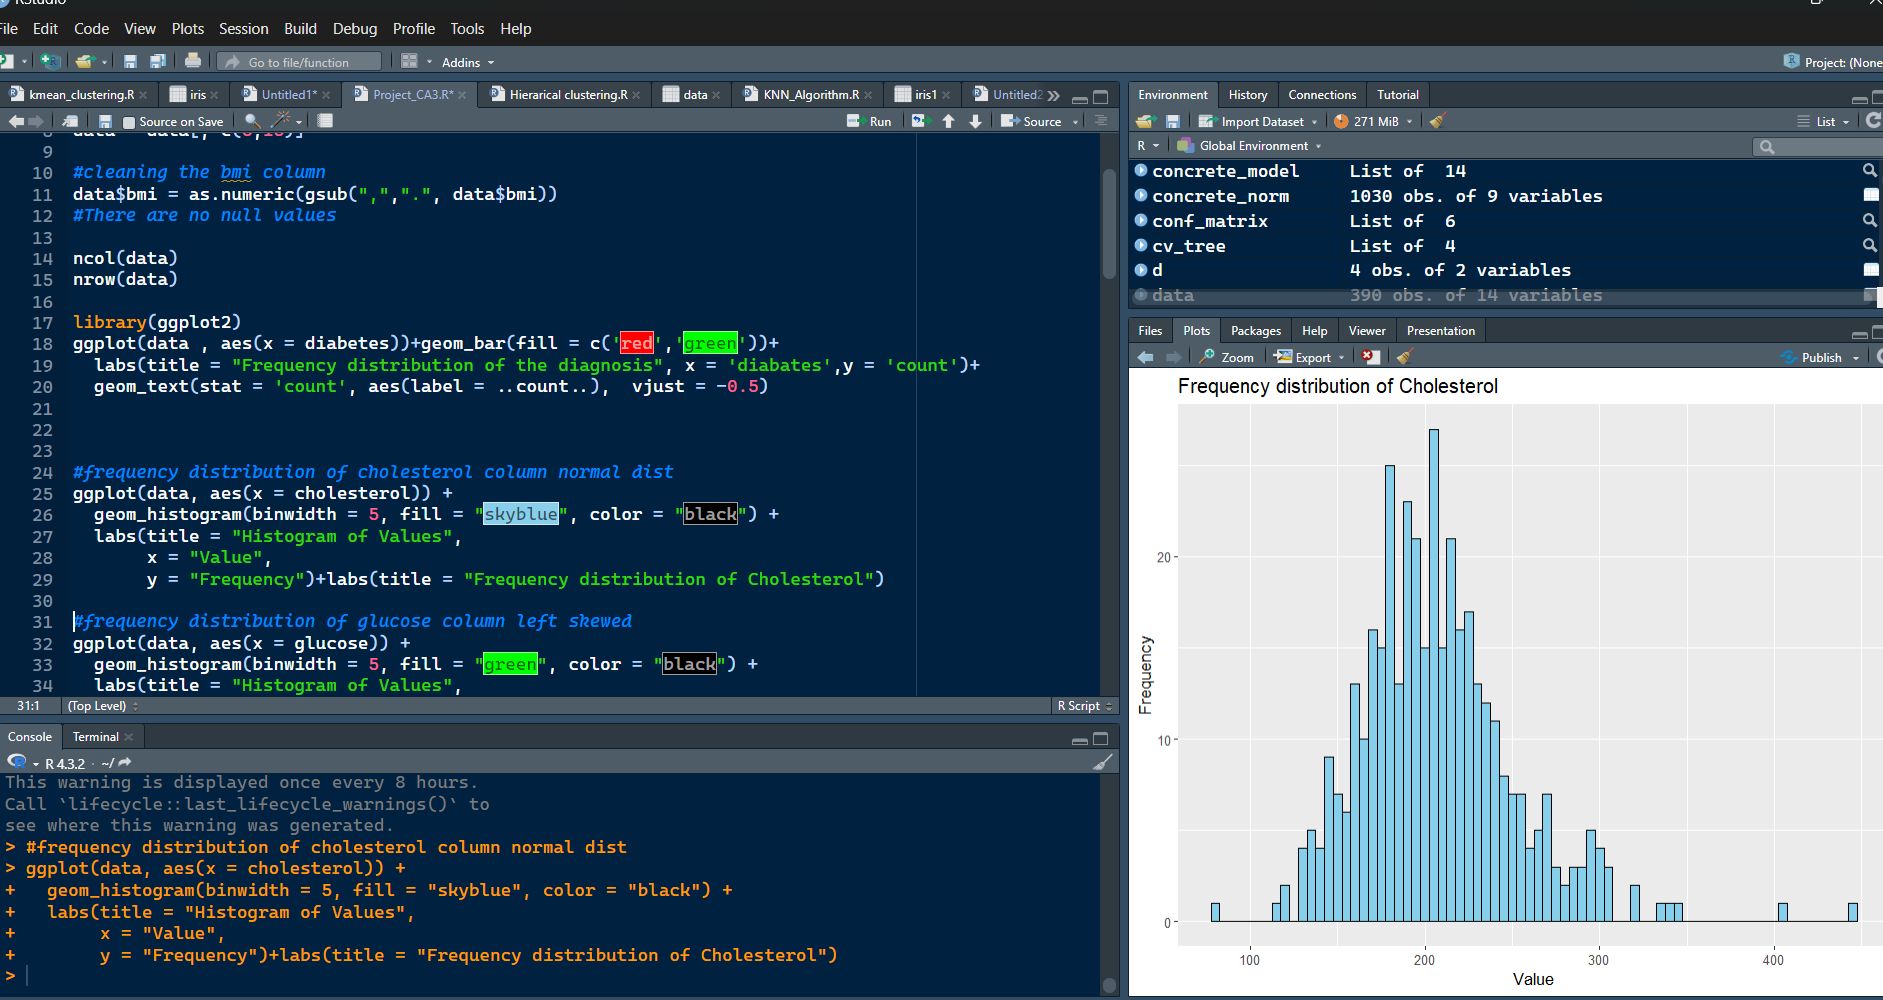 RStudio
File Edit Code View Plots Session Build Debug Profile Tools Help
Go to file/function Addins Project: (None
kmean_clustering.R iris Untitled1* Project_CA3.R* Hierarical clustering.R data KNN_Algorithm.R iris1 Untitled2
Source on Save Run Source
9
10 #cleaning the bmi column
11 data$bmi = as.numeric(gsub(",",".", data$bmi))
12 #There are no null values
13
14 ncol(data)
15 nrow(data)
16
17 library(ggplot2)
18 ggplot(data , aes(x = diabetes))+geom_bar(fill = c('red','green'))+
19 labs(title = "Frequency distribution of the diagnosis", x = 'diabates',y = 'count')+
20 geom_text(stat = 'count', aes(label = ..count..), vjust = -0.5)
21
22
23
24 #frequency distribution of cholesterol column normal dist
25 ggplot(data, aes(x = cholesterol)) +
26 geom_histogram(binwidth = 5, fill = "skyblue", color = "black") +
27 labs(title = "Histogram of Values",
28 x = "Value",
29 y = "Frequency")+labs(title = "Frequency distribution of Cholesterol")
30
31 #frequency distribution of glucose column left skewed
32 ggplot(data, aes(x = glucose)) +
33 geom_histogram(binwidth = 5, fill = "green", color = "black") +
34 labs(title = "Histogram of Values",
31:1 (Top Level) R Script
Console Terminal
R 4.3.2 · ~/
This warning is displayed once every 8 hours.
Call `lifecycle::last_lifecycle_warnings()` to
see where this warning was generated.
> #frequency distribution of cholesterol column normal dist
> ggplot(data, aes(x = cholesterol)) +
+ geom_histogram(binwidth = 5, fill = "skyblue", color = "black") +
+ labs(title = "Histogram of Values",
+ x = "Value",
+ y = "Frequency")+labs(title = "Frequency distribution of Cholesterol")
>
Environment History Connections Tutorial
Import Dataset 271 MiB List
R Global Environment
concrete_model List of 14
concrete_norm 1030 obs. of 9 variables
conf_matrix List of 6
cv_tree List of 4
d 4 obs. of 2 variables
data 390 obs. of 14 variables
Files Plots Packages Help Viewer Presentation
Zoom Export Publish
Frequency distribution of Cholesterol
Frequency
20
10
0
100 200 300 400
Value